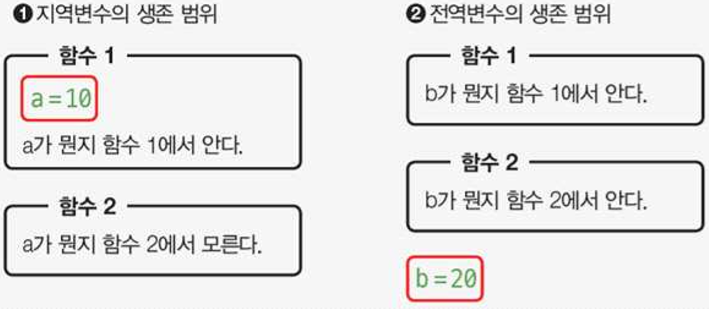 ❶ 지역변수의 생존 범위
함수 1
a=10
a가 뭔지 함수 1에서 안다.
함수 2
a가 뭔지 함수 2에서 모른다.
❷ 전역변수의 생존 범위
함수 1
b가 뭔지 함수 1에서 안다.
함수 2
b가 뭔지 함수 2에서 안다.
b=20